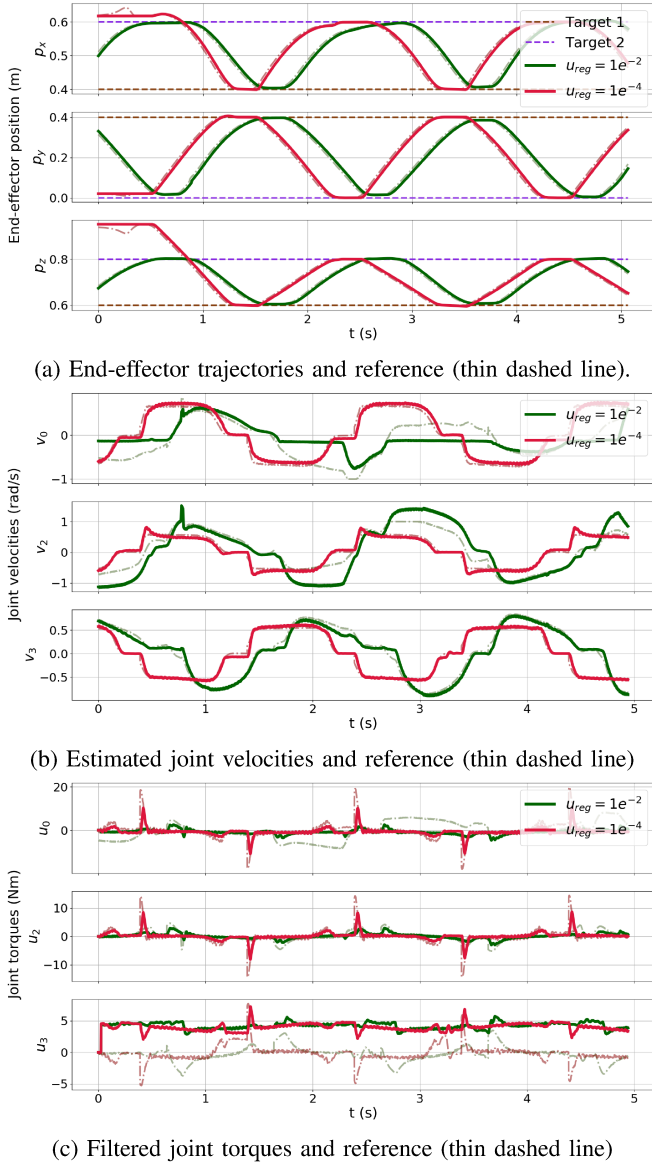 0.6
0.5
0.4
p_x
Target 1
Target 2
u_reg = 1e^-2
u_reg = 1e^-4
0.4
0.2
0.0
p_y
End-effector position (m)
0.8
0.6
p_z
0 1 2 3 4 5
t (s)
(a) End-effector trajectories and reference (thin dashed line).
0
−1
v_0
u_reg = 1e^-2
u_reg = 1e^-4
1
0
−1
v_2
Joint velocities (rad/s)
0.5
0.0
−0.5
v_3
0 1 2 3 4 5
t (s)
(b) Estimated joint velocities and reference (thin dashed line)
20
0
u_0
u_reg = 1e^-2
u_reg = 1e^-4
10
0
−10
u_2
Joint torques (Nm)
5
0
−5
u_3
0 1 2 3 4 5
t (s)
(c) Filtered joint torques and reference (thin dashed line)